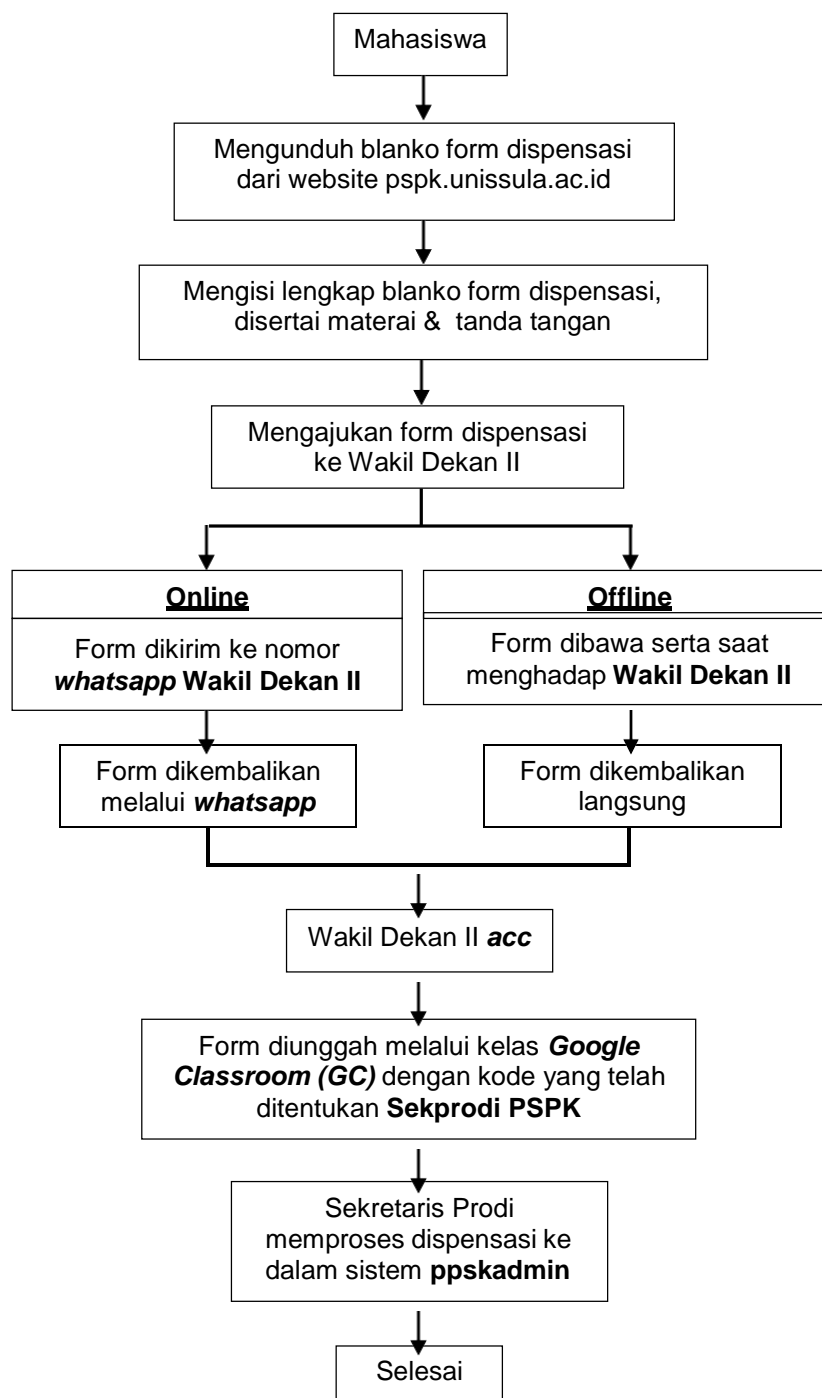 Mahasiswa
Mengunduh blanko form dispensasi
dari website pspk.unissula.ac.id
Mengisi lengkap blanko form dispensasi,
disertai materai & tanda tangan
Mengajukan form dispensasi
ke Wakil Dekan II
Online
Form dikirim ke nomor
whatsapp Wakil Dekan II
Offline
Form dibawa serta saat
menghadap Wakil Dekan II
Form dikembalikan
melalui whatsapp
Form dikembalikan
langsung
Wakil Dekan II acc
Form diunggah melalui kelas Google
Classroom (GC) dengan kode yang telah
ditentukan Sekprodi PSPK
Sekretaris Prodi
memproses dispensasi ke
dalam sistem ppskadmin
Selesai